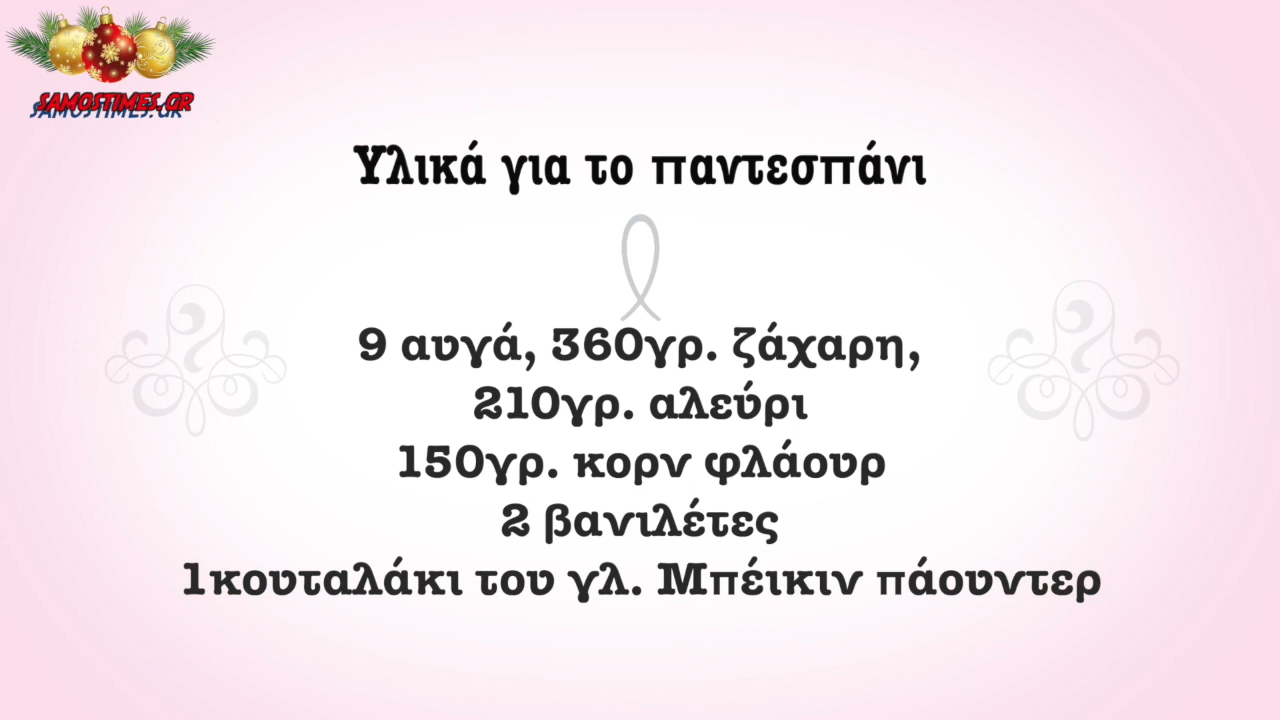 SAMOSTIMES.GR
Υλικά για το παντεσπάνι
9 αυγά, 360γρ. ζάχαρη,
210γρ. αλεύρι
150γρ. κορν φλάουρ
2 βανιλέτες
1κουταλάκι του γλ. Μπέικιν πάουντερ